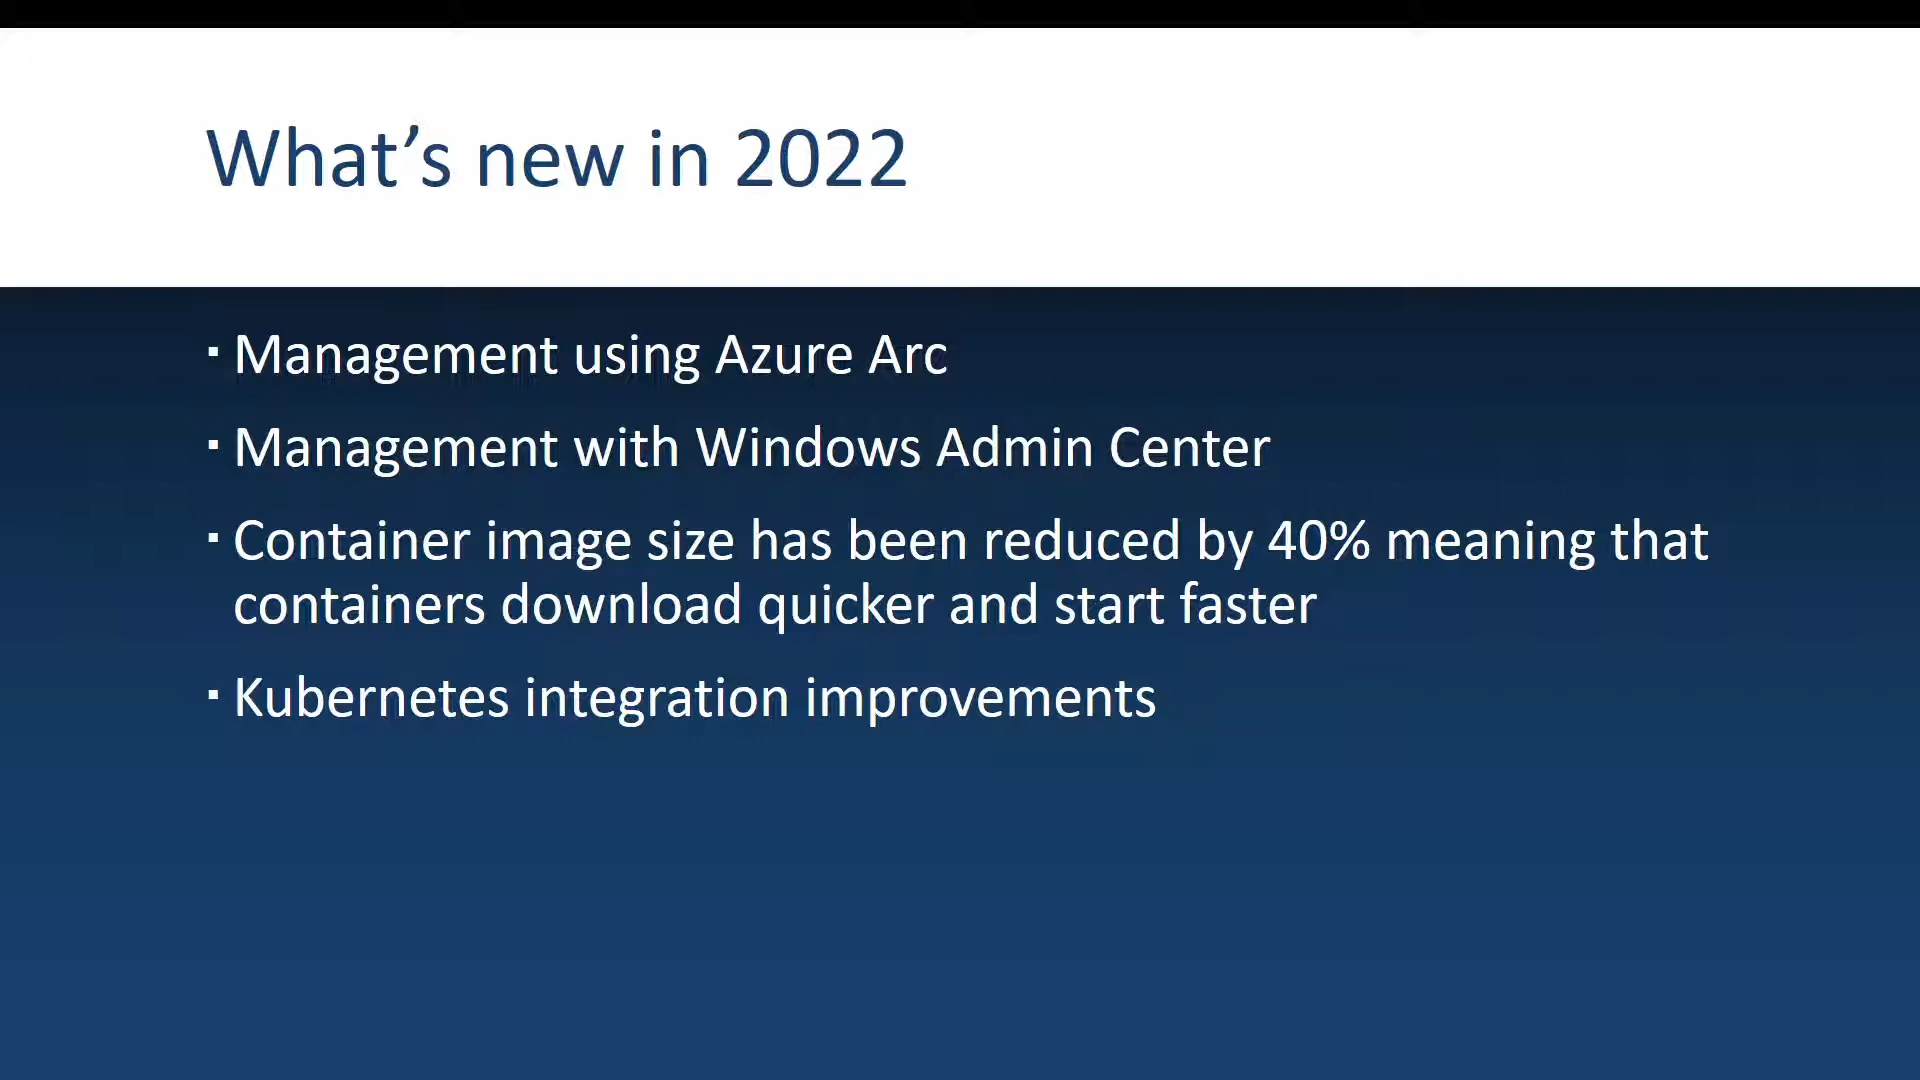 What’s new in 2022
▪ Management using Azure Arc
▪ Management with Windows Admin Center
▪ Container image size has been reduced by 40% meaning that
containers download quicker and start faster
▪ Kubernetes integration improvements